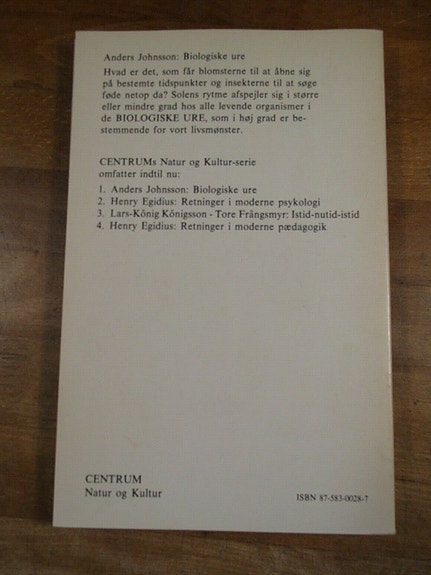 Anders Johnsson: Biologiske ure
Hvad er det, som får blomsterne til at åbne sig
på bestemte tidspunkter og insekterne til at søge
føde netop da? Solens rytme afspejler sig i større
eller mindre grad hos alle levende organismer i
de BIOLOGISKE URE, som i høj grad er be-
stemmende for vort livsmønster.
CENTRUMs Natur og Kultur-serie
omfatter indtil nu:
1. Anders Johnsson: Biologiske ure
2. Henry Egidius: Retninger i moderne psykologi
3. Lars-König Königsson - Tore Frängsmyr: Istid-nutid-istid
4. Henry Egidius: Retninger i moderne pædagogik
CENTRUM
Natur og Kultur
ISBN 87-583-0028-7